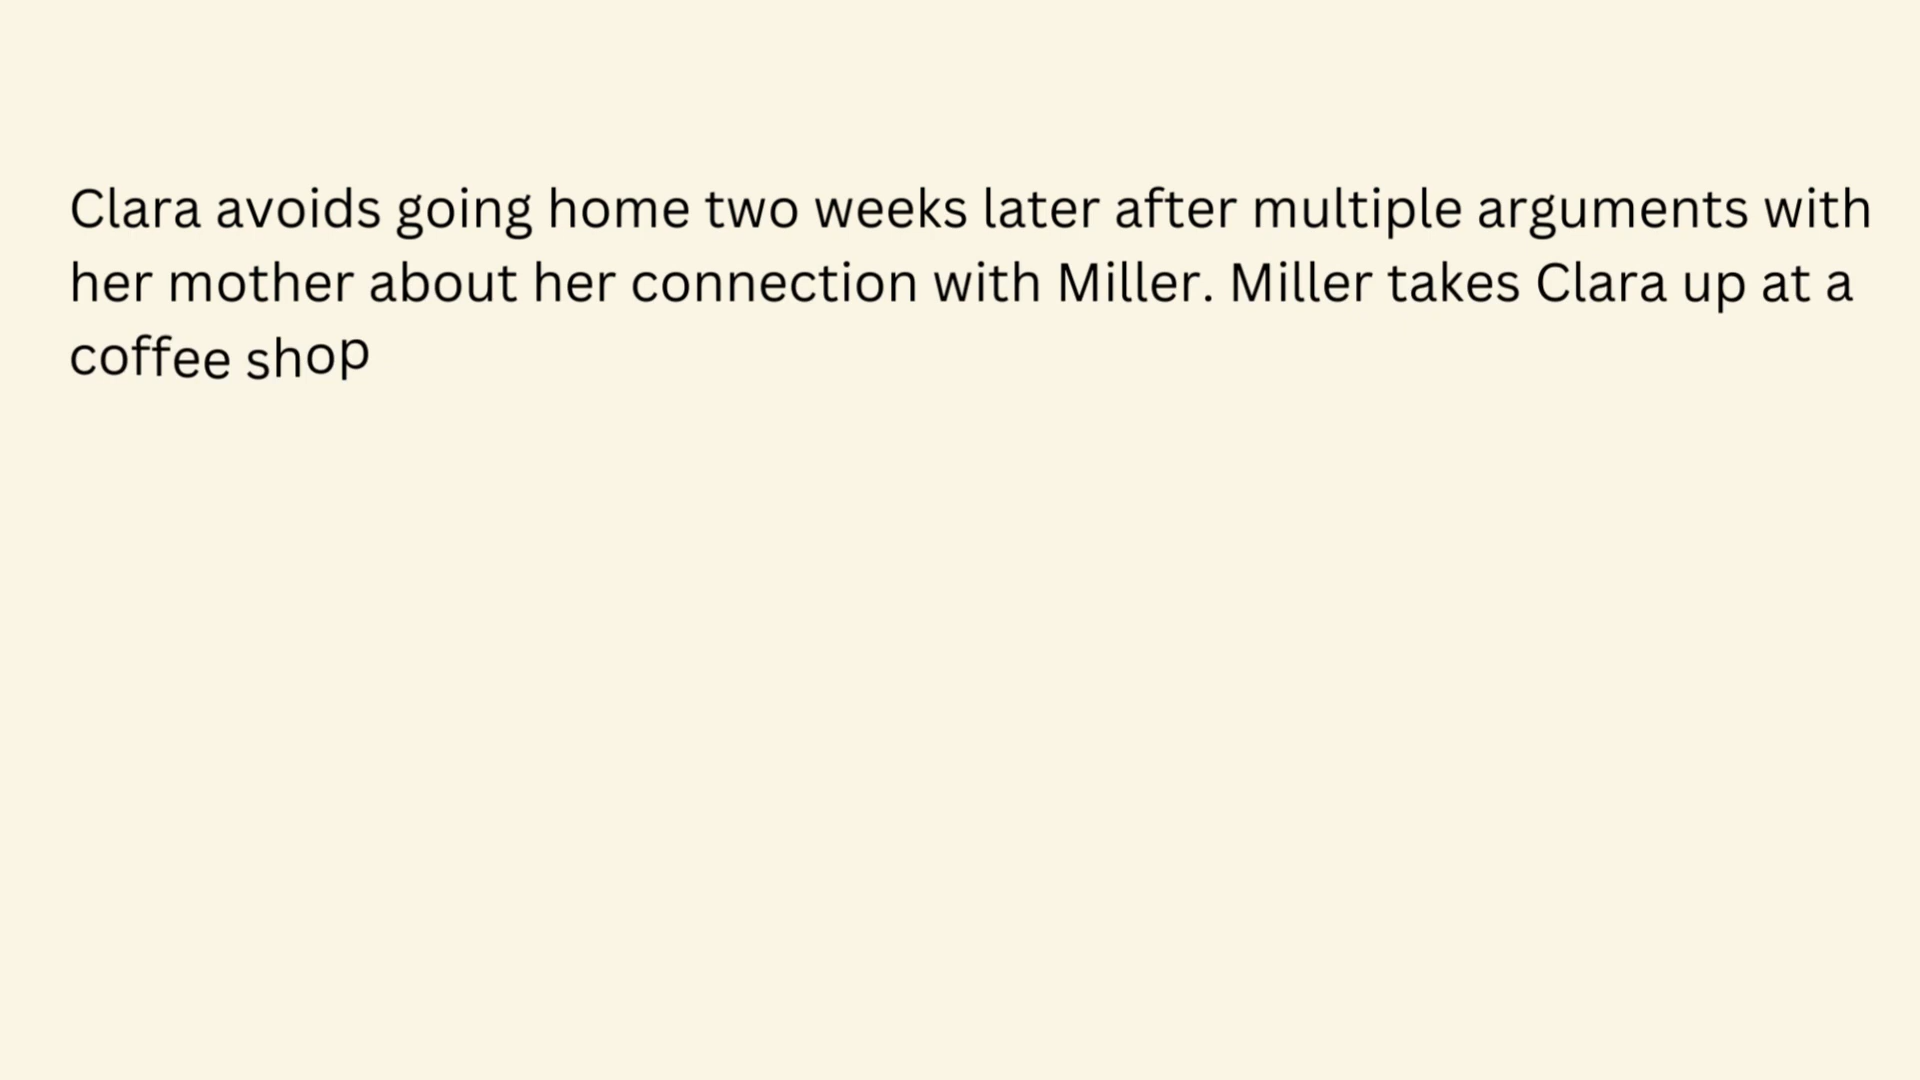 Clara avoids going home two weeks later after multiple arguments with
her mother about her connection with Miller. Miller takes Clara up at a
coffee shop